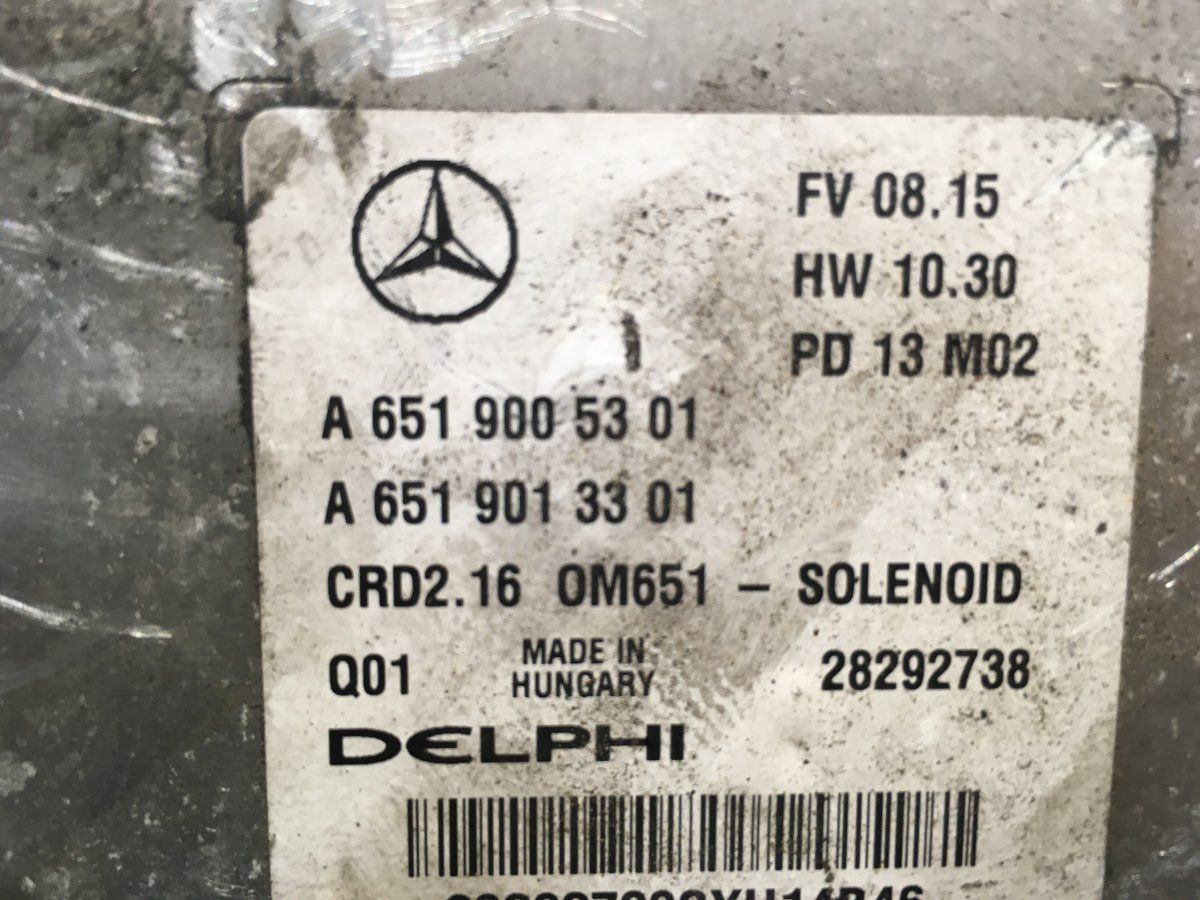 FV 08.15
HW 10.30
PD 13 M02
A 651 900 53 01
A 651 901 33 01
CRD2.16 OM651 – SOLENOID
Q01
MADE IN
HUNGARY
28292738
DELPHI